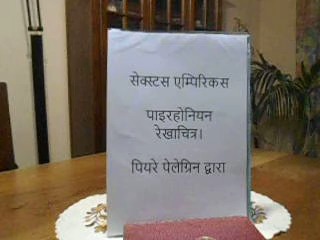 सेक्स्टस एम्पिरिकस
पाइरहोनियन
रेखाचित्र।
पियरे पेलेग्रिन द्वारा